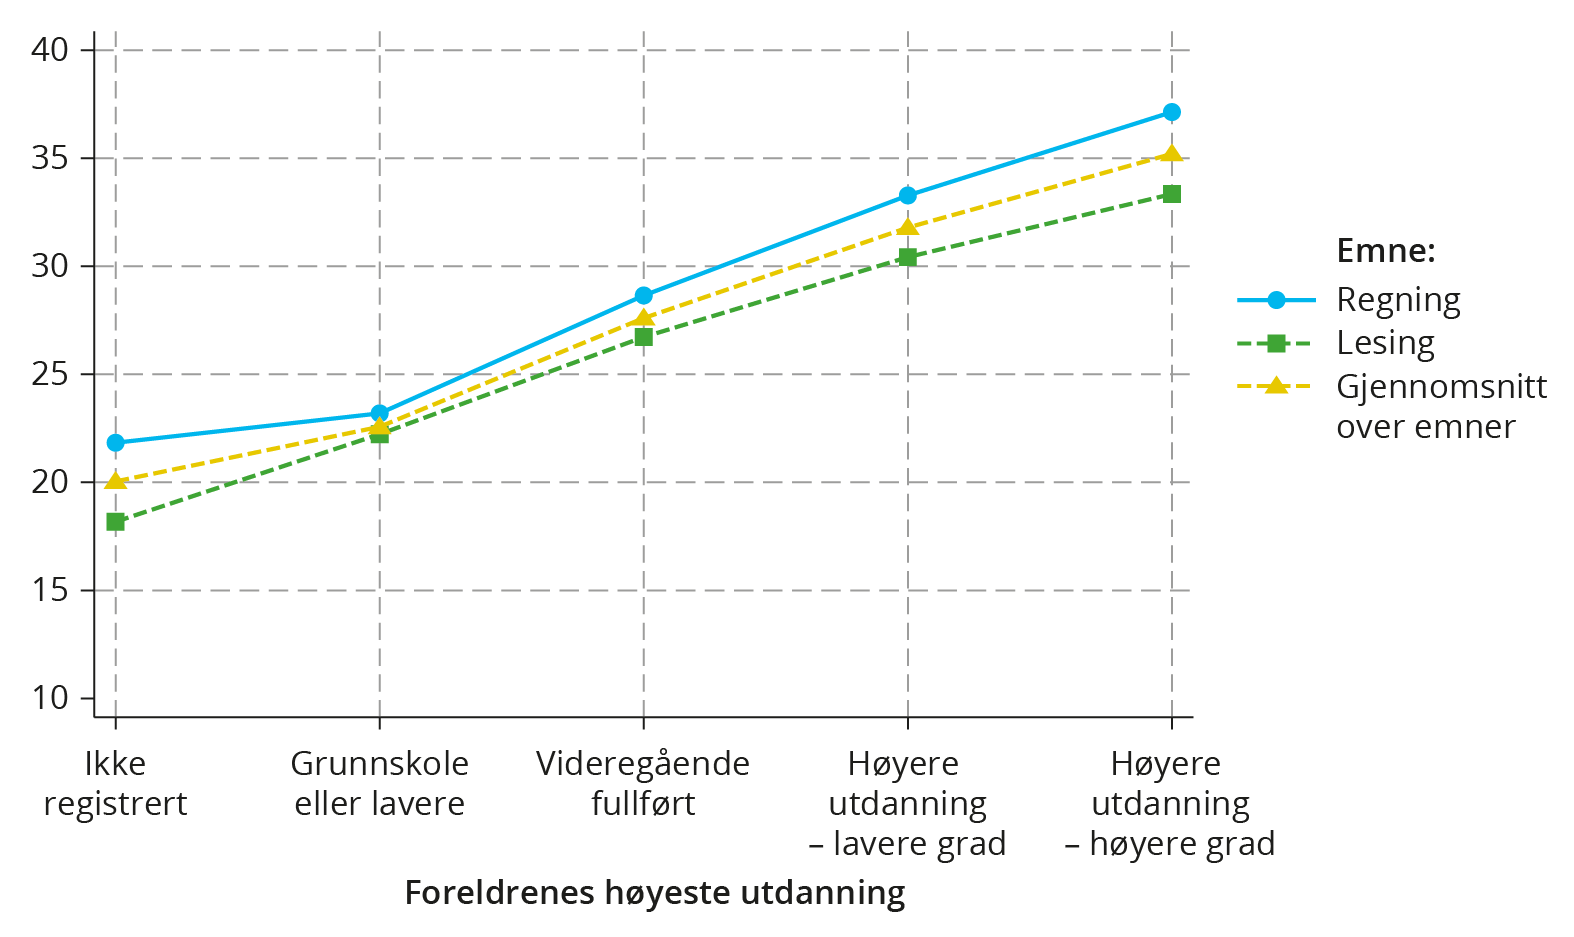 40
35
30
25
20
15
10
Ikke
registrert
Grunnskole
eller lavere
Videregående
fullført
Høyere
utdanning
– lavere grad
Høyere
utdanning
– høyere grad
Foreldrenes høyeste utdanning
Emne:
Regning
Lesing
Gjennomsnitt
over emner